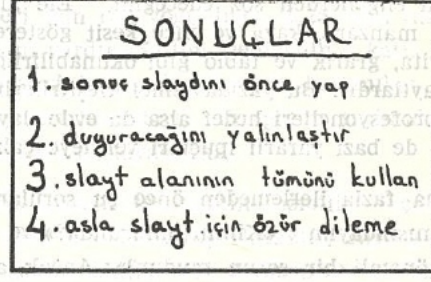 SONUÇLAR
1. sonuç slaydını önce yap
2. duyuracağını yalınlaştır
3. slayt alanının tümünü kullan
4. asla slayt için özür dileme